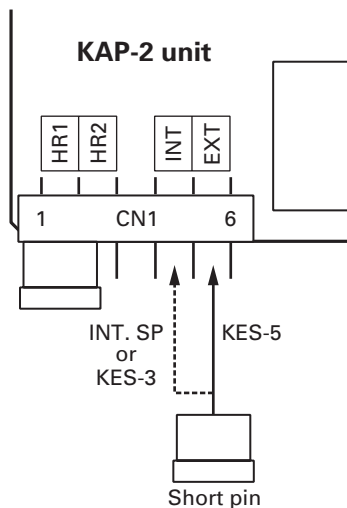 KAP-2 unit
HR1
HR2
INT
EXT
1 CN1 6
INT. SP
or
KES-3
KES-5
Short pin